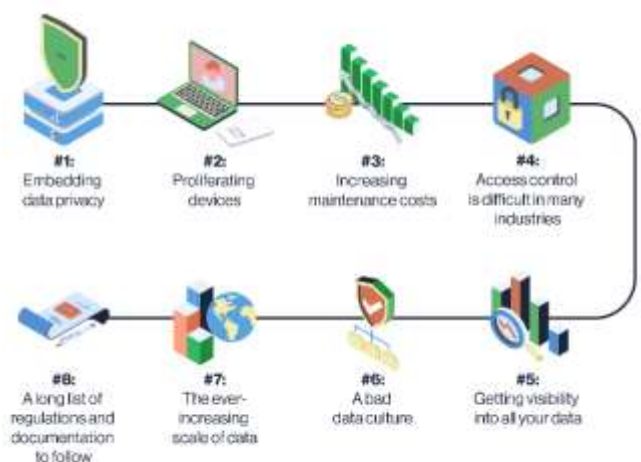 #1:
Embedding
data privacy
#2:
Proliferating
devices
#3:
Increasing
maintenance costs
#4:
Access control
is difficult in many
industries
#5:
Getting visibility
into all your data
#6:
A bad
data culture
#7:
The ever-
increasing
scale of data
#8:
A long list of
regulations and
documentation
to follow